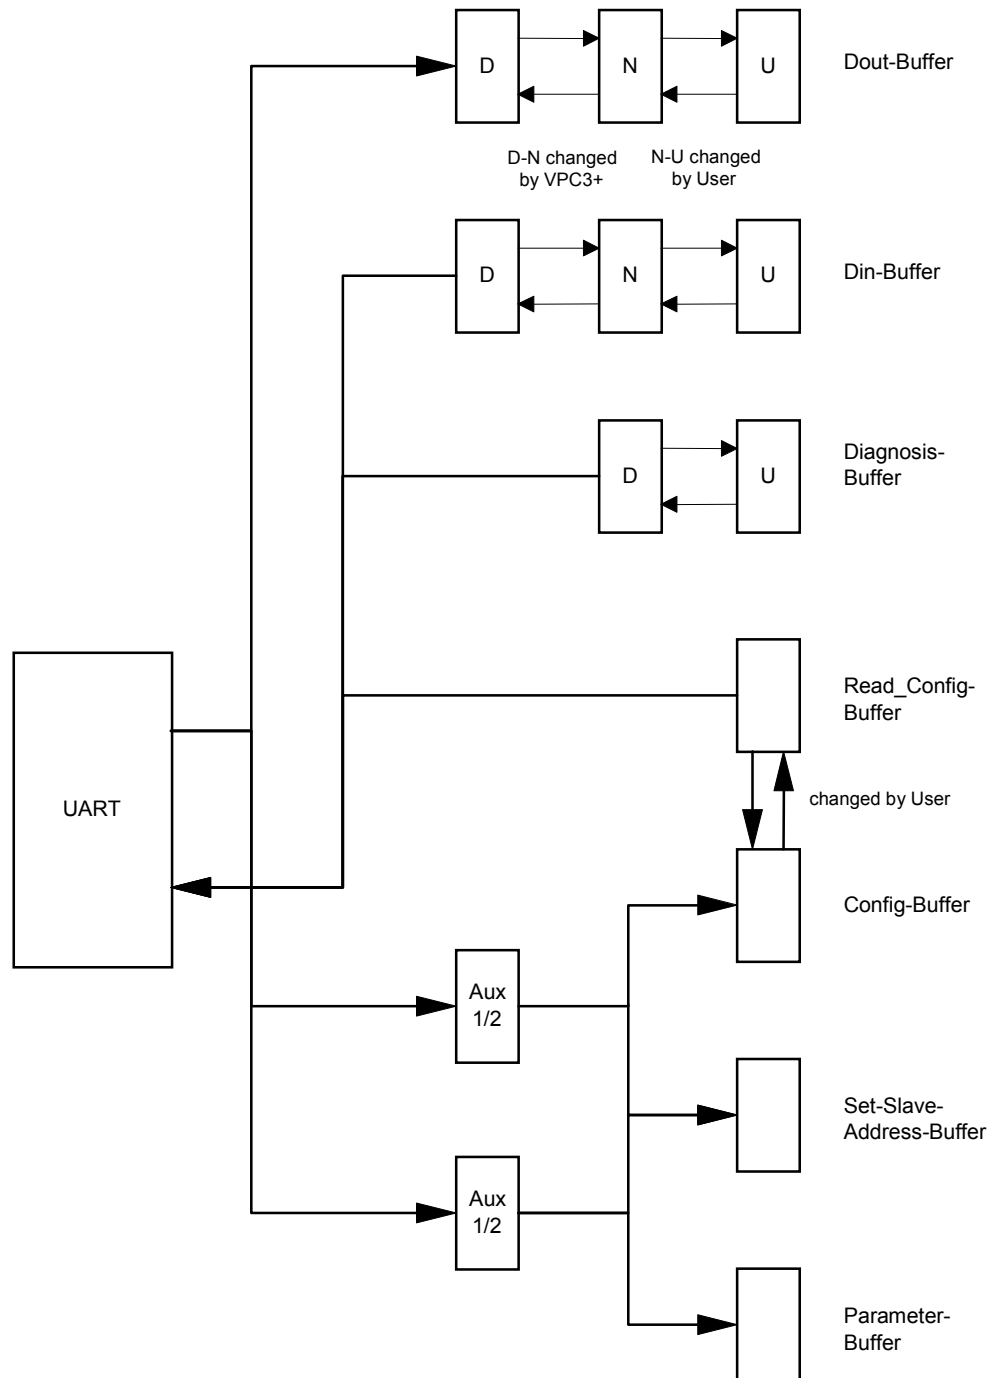 D
N
U
Dout-Buffer
D-N changed
by VPC3+
N-U changed
by User
D
N
U
Din-Buffer
D
U
Diagnosis-
Buffer
Read_Config-
Buffer
changed by User
UART
Config-Buffer
Aux
1/2
Set-Slave-
Address-Buffer
Aux
1/2
Parameter-
Buffer